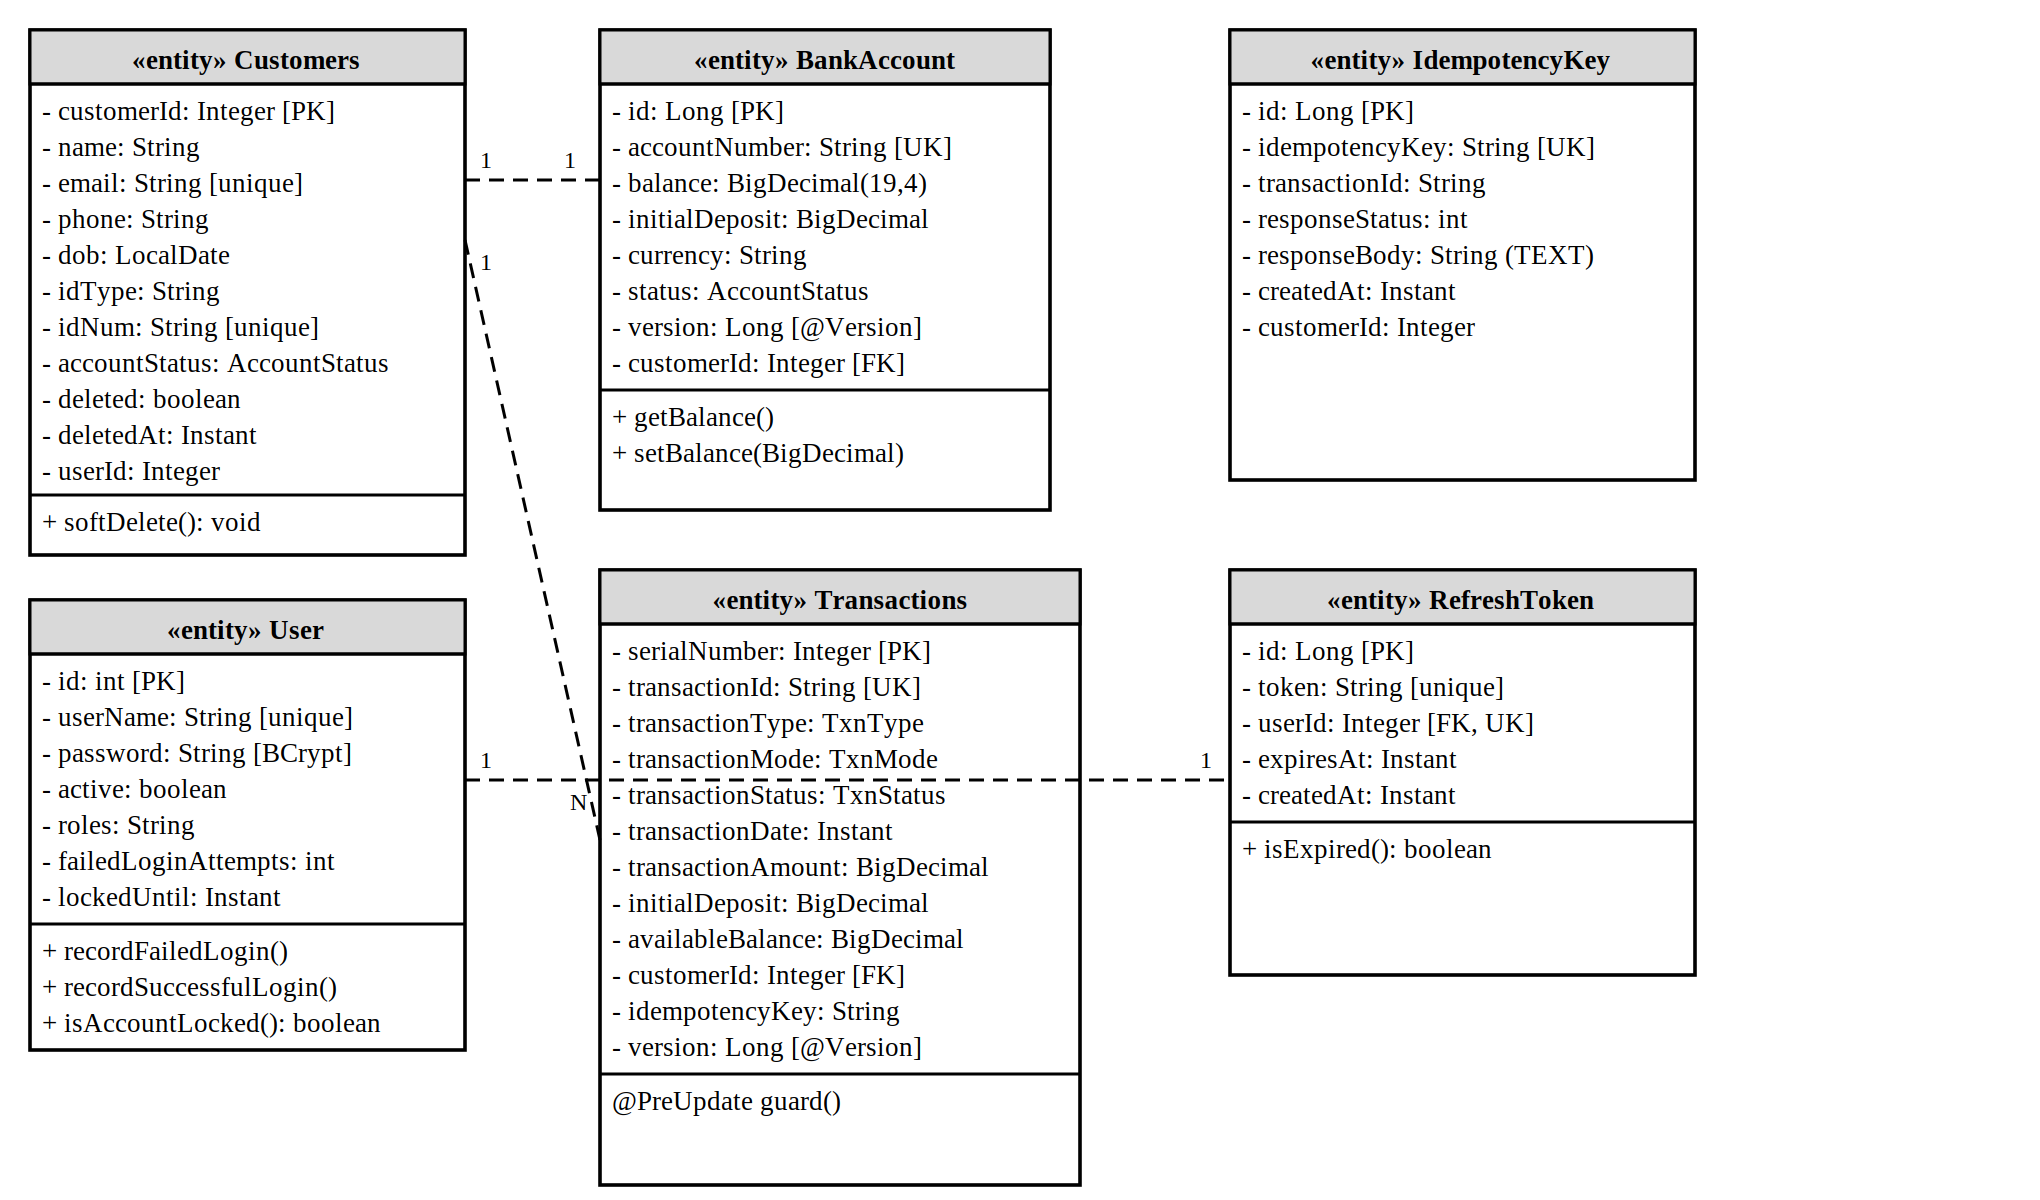 «entity» Customers
- customerId: Integer [PK]
- name: String
- email: String [unique]
- phone: String
- dob: LocalDate
- idType: String
- idNum: String [unique]
- accountStatus: AccountStatus
- deleted: boolean
- deletedAt: Instant
- userId: Integer
+ softDelete(): void
1
1
1
«entity» BankAccount
- id: Long [PK]
- accountNumber: String [UK]
- balance: BigDecimal(19,4)
- initialDeposit: BigDecimal
- currency: String
- status: AccountStatus
- version: Long [@Version]
- customerId: Integer [FK]
+ getBalance()
+ setBalance(BigDecimal)
«entity» IdempotencyKey
- id: Long [PK]
- idempotencyKey: String [UK]
- transactionId: String
- responseStatus: int
- responseBody: String (TEXT)
- createdAt: Instant
- customerId: Integer
«entity» User
- id: int [PK]
- userName: String [unique]
- password: String [BCrypt]
- active: boolean
- roles: String
- failedLoginAttempts: int
- lockedUntil: Instant
+ recordFailedLogin()
+ recordSuccessfulLogin()
+ isAccountLocked(): boolean
1
N
«entity» Transactions
- serialNumber: Integer [PK]
- transactionId: String [UK]
- transactionType: TxnType
- transactionMode: TxnMode
- transactionStatus: TxnStatus
- transactionDate: Instant
- transactionAmount: BigDecimal
- initialDeposit: BigDecimal
- availableBalance: BigDecimal
- customerId: Integer [FK]
- idempotencyKey: String
- version: Long [@Version]
@PreUpdate guard()
1
«entity» RefreshToken
- id: Long [PK]
- token: String [unique]
- userId: Integer [FK, UK]
- expiresAt: Instant
- createdAt: Instant
+ isExpired(): boolean